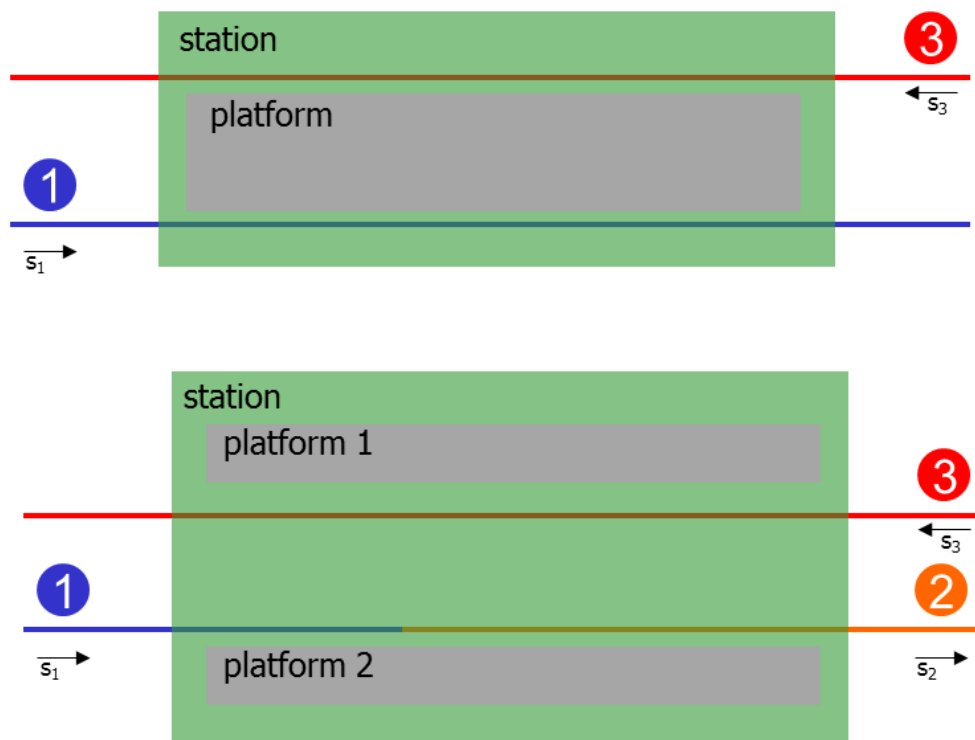 station
3
platform
s₃
1
s₁
station
platform 1
3
s₃
1
2
platform 2
s₁
s₂